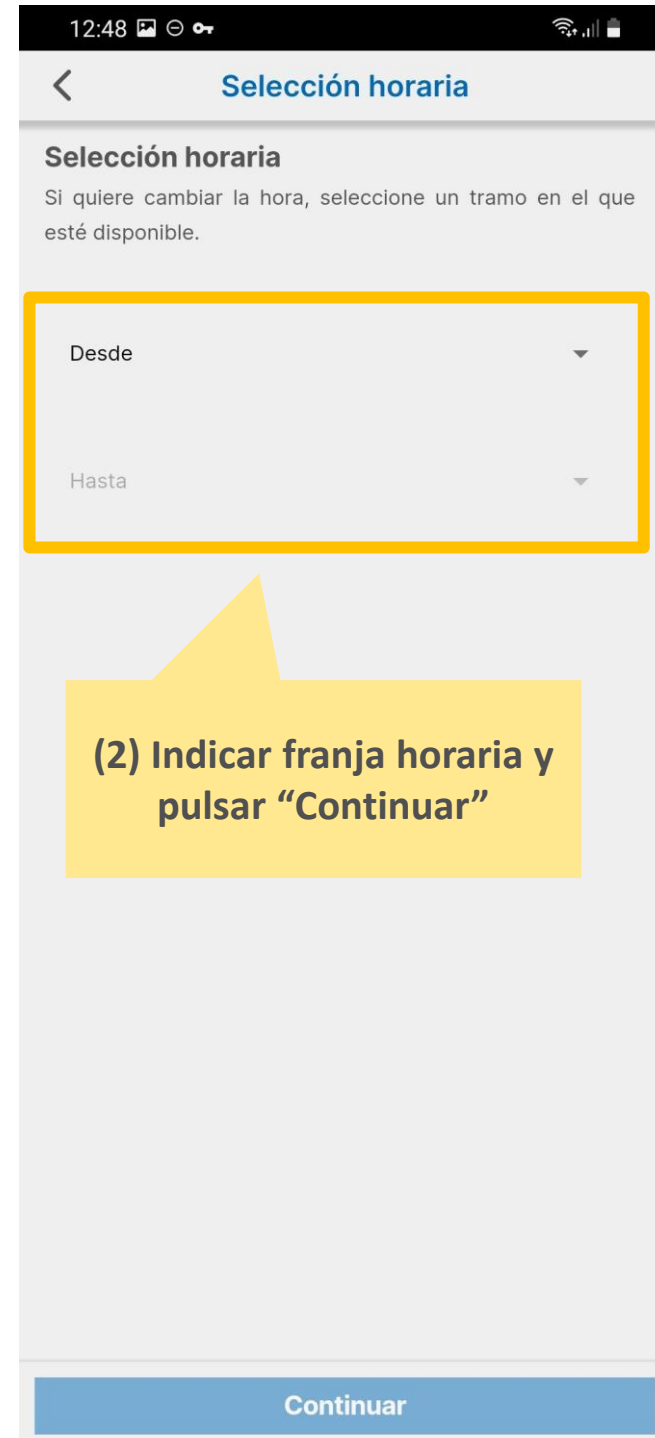 12:48
Selección horaria
Selección horaria
Si quiere cambiar la hora, seleccione un tramo en el que
esté disponible.
Desde
Hasta
(2) Indicar franja horaria y
pulsar “Continuar”
Continuar